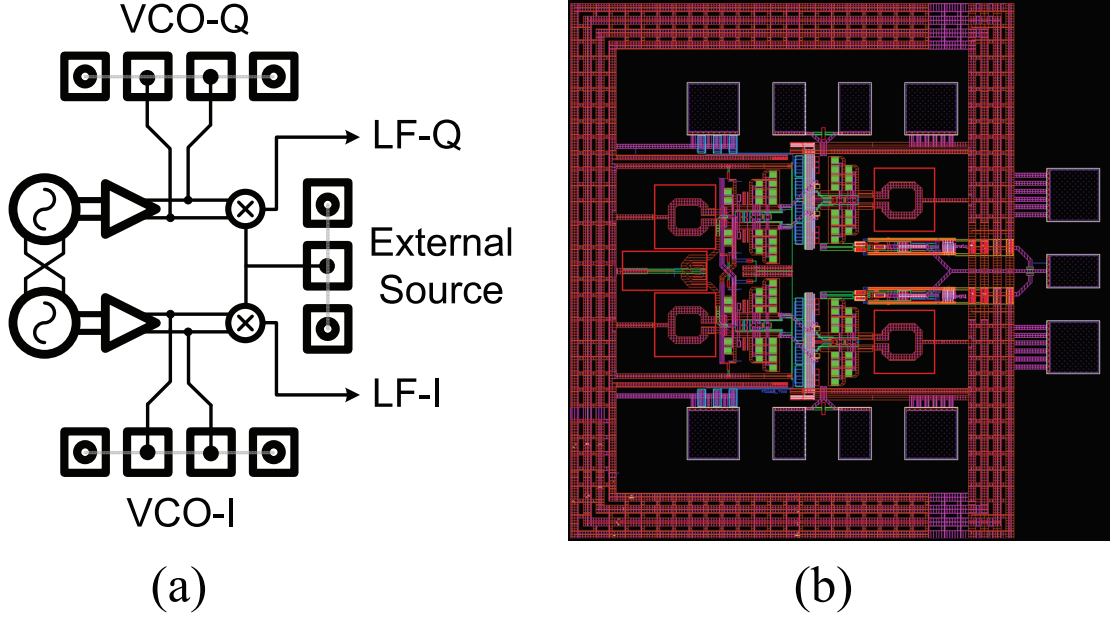 VCO-Q
LF-Q
External
Source
LF-I
VCO-I
(a)
(b)